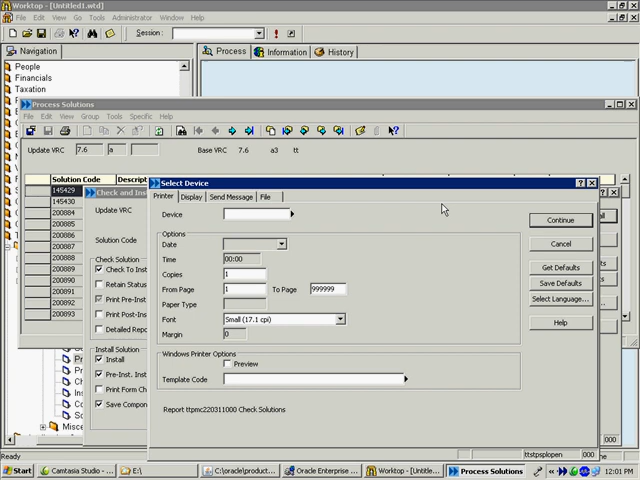 Worktop - [Untitled1.wtd]
File Edit View Tools Administrator Window Help
Session:
Navigation
Process
Information
History
People
Financials
Taxation
Process Solutions
File Edit View Group Tools Specific Help
Update VRC 7.6 a
Base VRC 7.6 a3 tt
Solution Code
145429
145430
200884
200885
200886
200887
200888
200889
200890
200891
200892
200893
Check and Inst
Update VRC
Solution Code
Check Solution
Check To Inst
Retain Status
Print Pre-Inst
Print Post-Inst
Detailed Repo
Install Solution
Install
Pre-Inst. Inst
Print Form Ch
Save Compon
Select Device
Printer Display Send Message File
Device
Options
Date
Time 00:00
Copies 1
From Page 1 To Page 999999
Paper Type
Font Small (17.1 cpi)
Margin 0
Windows Printer Options
Preview
Template Code
Report ttpmc220311000 Check Solutions
Continue
Cancel
Get Defaults
Save Defaults
Select Language...
Help
Misce
Ready
ttstpsplopen 000
000
Start Camtasia Studio - ... E:\ C:\oracle\product... Oracle Enterprise ... Worktop - [Untitle... Process Solutions 12:01 PM